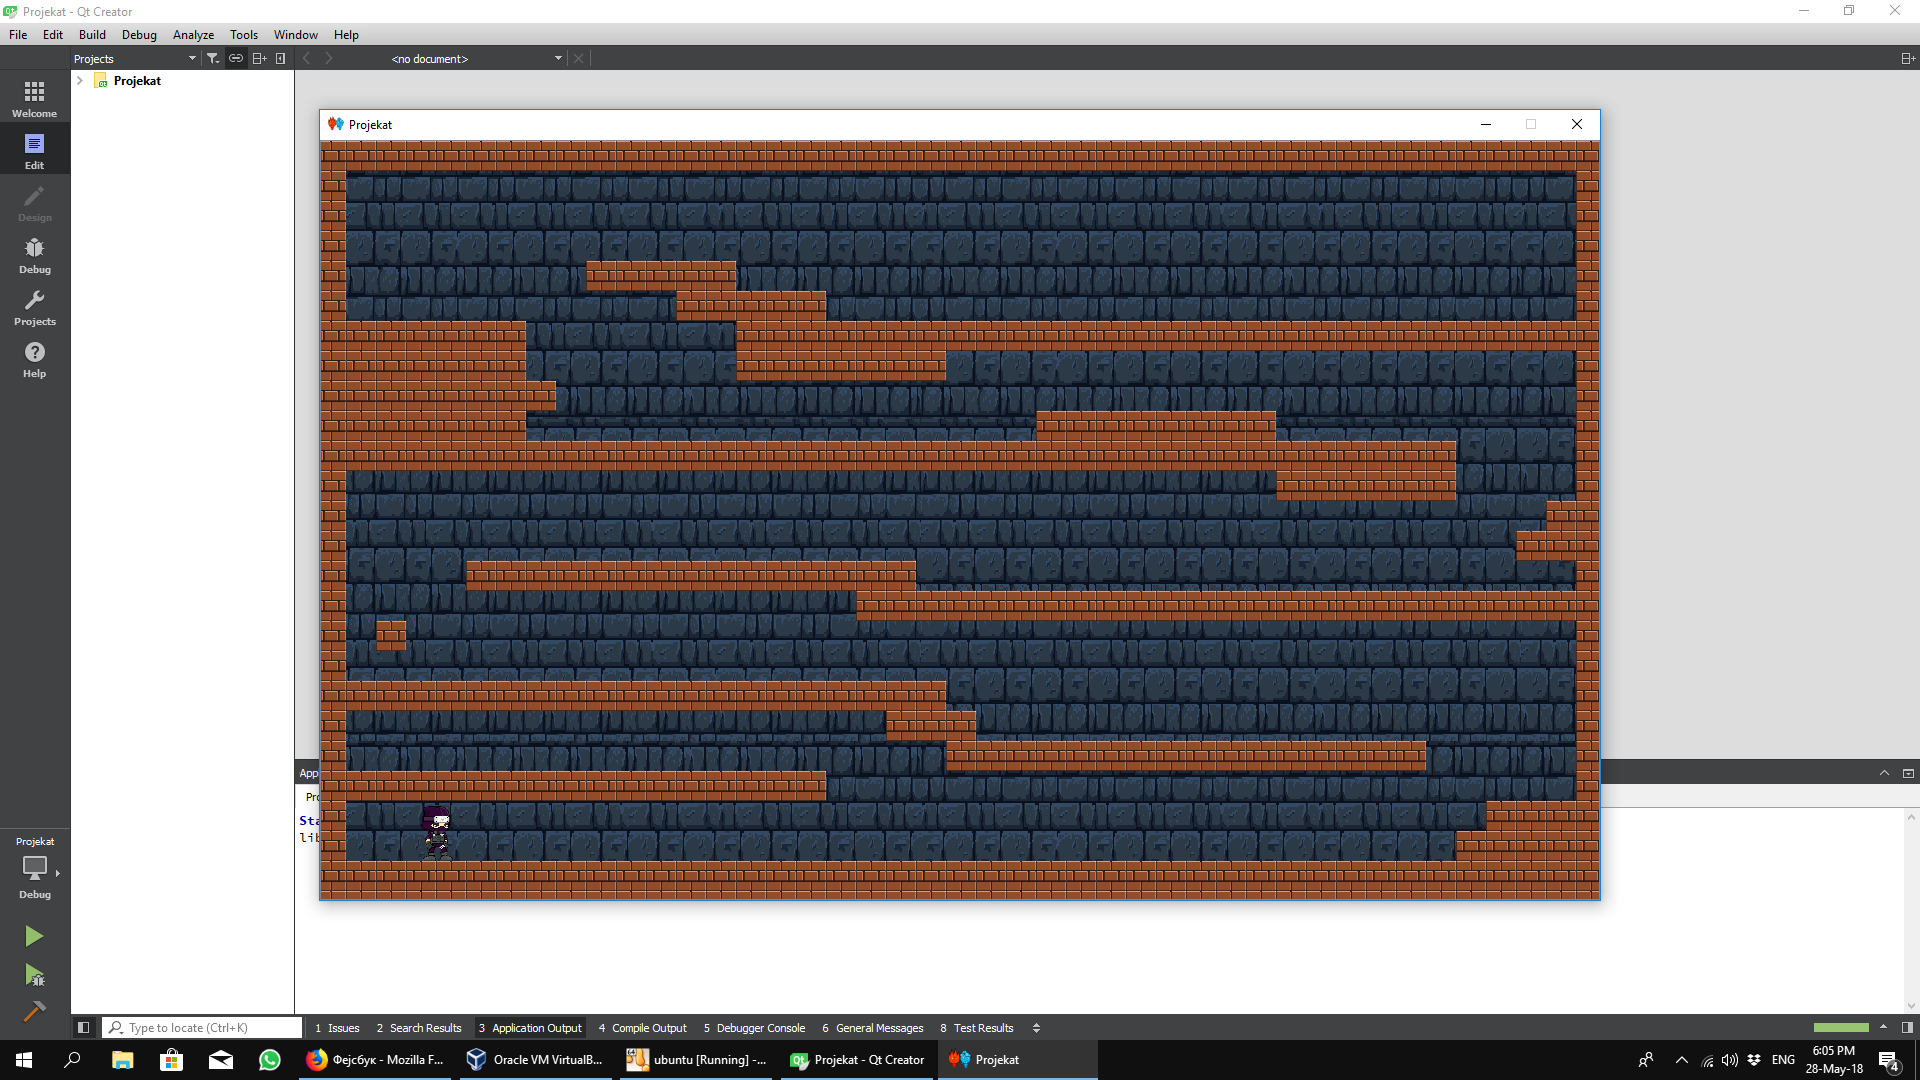 Projekat - Qt Creator
File Edit Build Debug Analyze Tools Window Help
Projects <no document>
Projekat
Welcome
Edit
Design
Debug
Projects
Help
Projekat
App
Pro
Sta
lib
Projekat
Debug
Type to locate (Ctrl+K) 1 Issues 2 Search Results 3 Application Output 4 Compile Output 5 Debugger Console 6 General Messages 8 Test Results
Фејсбук - Mozilla F... Oracle VM VirtualB... ubuntu [Running] -... Projekat - Qt Creator Projekat ENG 6:05 PM
28-May-18 4